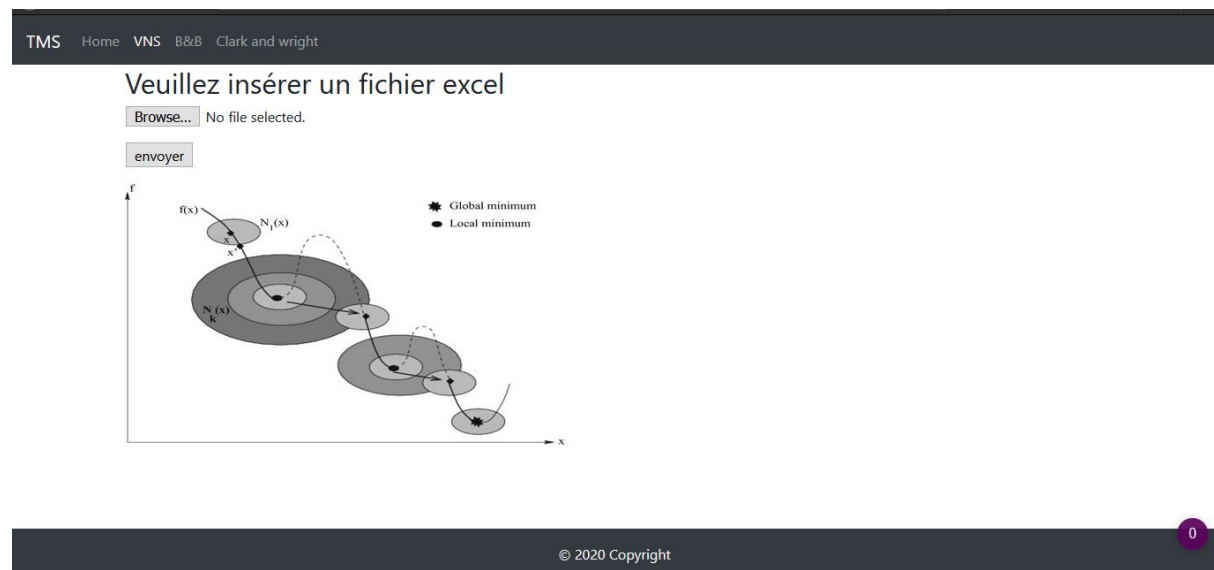 TMS Home VNS B&B Clark and wright
Veuillez insérer un fichier excel
Browse... No file selected.
envoyer
f
f(x)
N1(x)
x
x'
Global minimum
Local minimum
N (x)
k
x
0
© 2020 Copyright